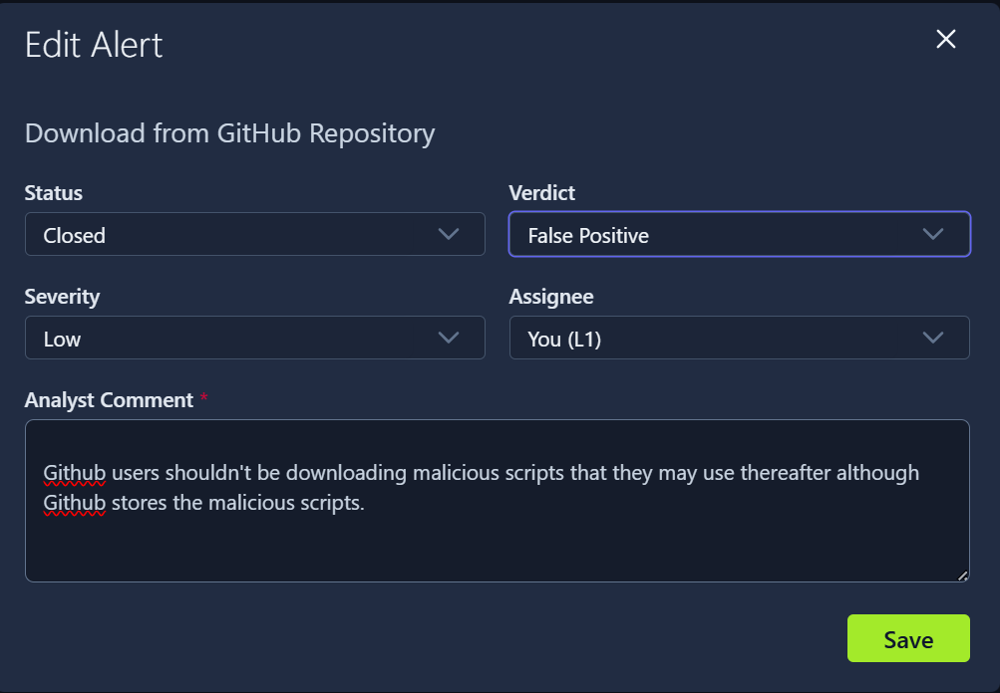 Edit Alert
Download from GitHub Repository
Status
Verdict
Closed
False Positive
Severity
Assignee
Low
You (L1)
Analyst Comment *
Github users shouldn't be downloading malicious scripts that they may use thereafter although
Github stores the malicious scripts.
Save